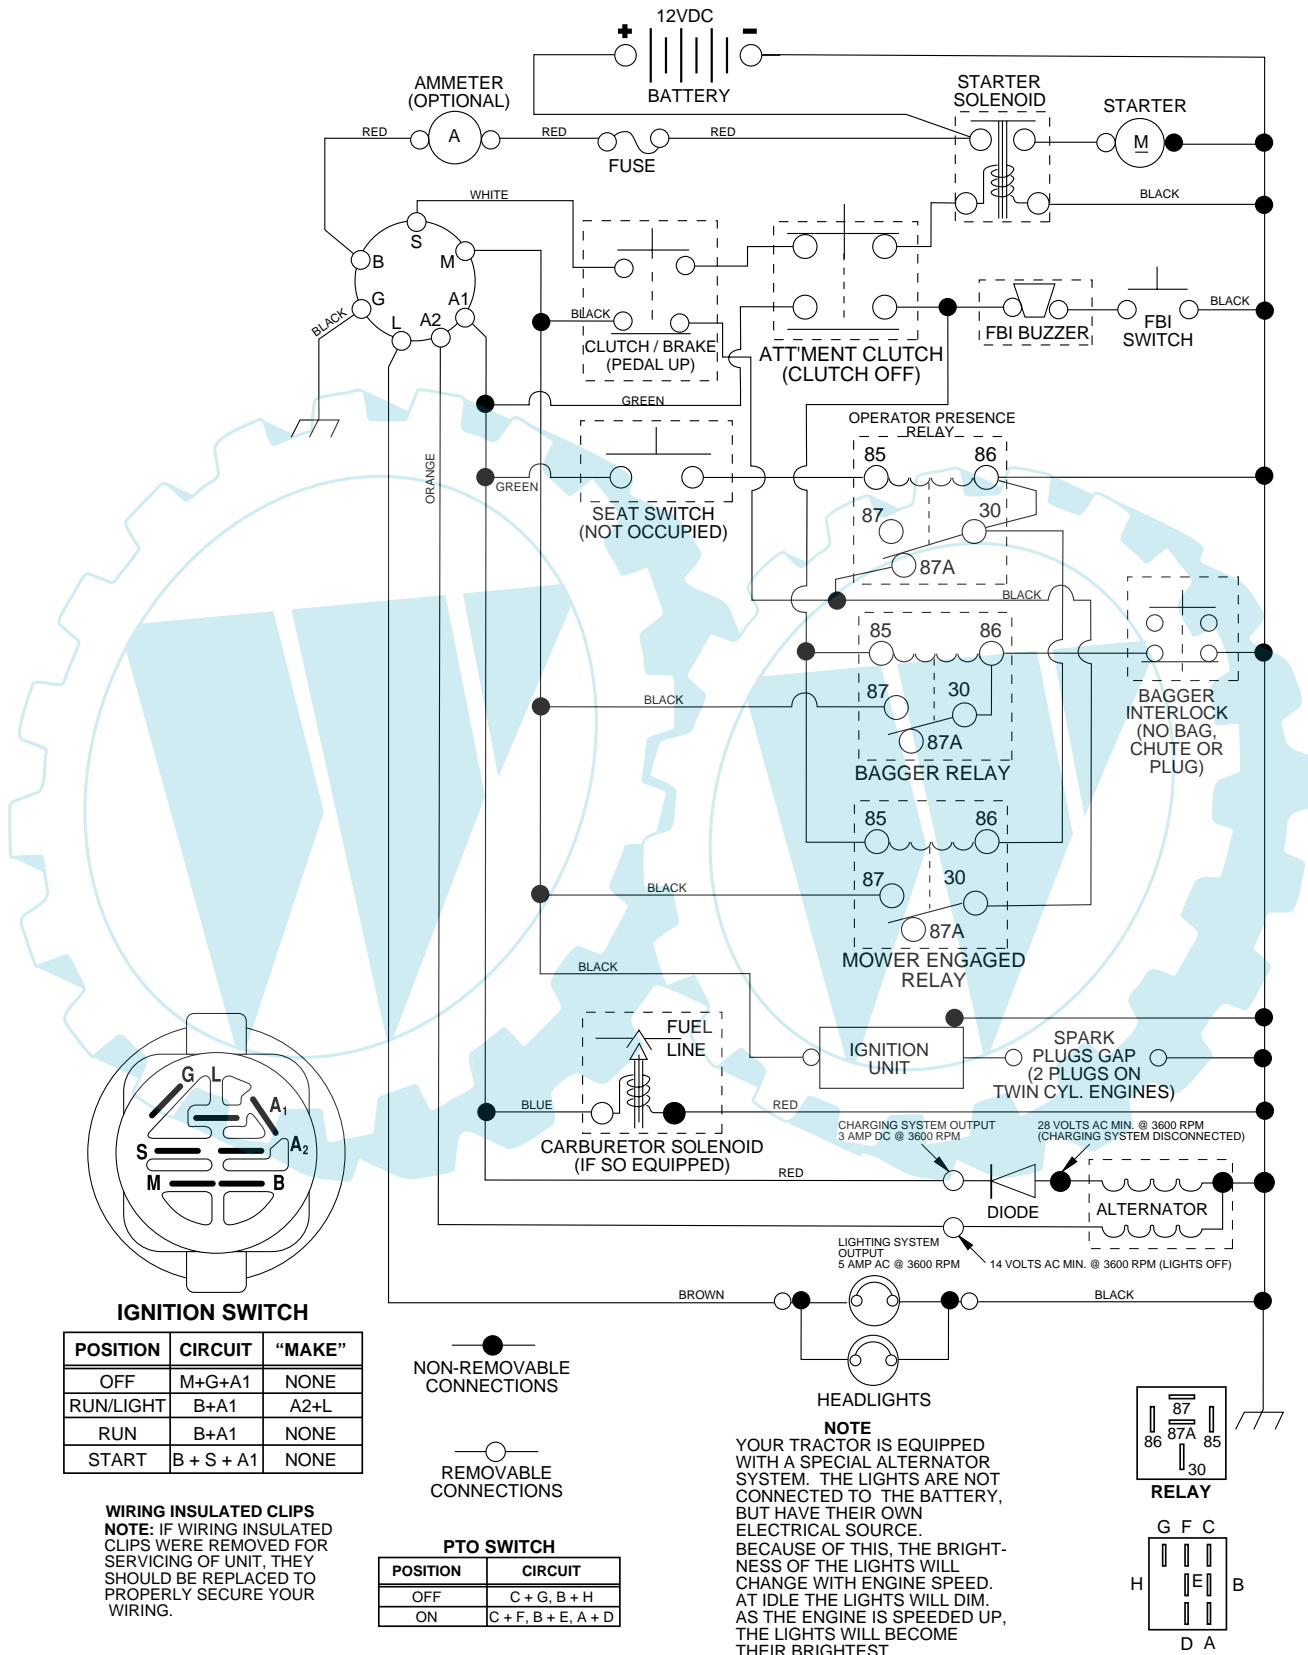 12VDC
+ -
BATTERY
AMMETER
(OPTIONAL)
STARTER
SOLENOID
STARTER
RED
A
RED
RED
FUSE
M
WHITE
BLACK
S
B
M
G
A1
L
A2
BLACK
BLACK
CLUTCH / BRAKE
(PEDAL UP)
ATT'MENT CLUTCH
(CLUTCH OFF)
FBI BUZZER
FBI
SWITCH
BLACK
GREEN
ORANGE
GREEN
SEAT SWITCH
(NOT OCCUPIED)
OPERATOR PRESENCE
RELAY
85
86
87
30
87A
BLACK
85
86
87
30
87A
BLACK
BAGGER RELAY
BAGGER
INTERLOCK
(NO BAG,
CHUTE OR
PLUG)
85
86
87
30
87A
BLACK
MOWER ENGAGED
RELAY
BLACK
FUEL
LINE
IGNITION
UNIT
SPARK
PLUGS GAP
(2 PLUGS ON
TWIN CYL. ENGINES)
BLUE
RED
CARBURETOR SOLENOID
(IF SO EQUIPPED)
CHARGING SYSTEM OUTPUT
3 AMP DC @ 3600 RPM
28 VOLTS AC MIN. @ 3600 RPM
(CHARGING SYSTEM DISCONNECTED)
RED
DIODE
ALTERNATOR
LIGHTING SYSTEM
OUTPUT
5 AMP AC @ 3600 RPM
14 VOLTS AC MIN. @ 3600 RPM (LIGHTS OFF)
BROWN
BLACK
HEADLIGHTS
G L
A1
S
A2
M
B
IGNITION SWITCH
POSITION CIRCUIT “MAKE”
OFF M+G+A1 NONE
RUN/LIGHT B+A1 A2+L
RUN B+A1 NONE
START B + S + A1 NONE
NON-REMOVABLE
CONNECTIONS
REMOVABLE
CONNECTIONS
WIRING INSULATED CLIPS
NOTE: IF WIRING INSULATED
CLIPS WERE REMOVED FOR
SERVICING OF UNIT, THEY
SHOULD BE REPLACED TO
PROPERLY SECURE YOUR
WIRING.
PTO SWITCH
POSITION CIRCUIT
OFF C + G, B + H
ON C + F, B + E, A + D
NOTE
YOUR TRACTOR IS EQUIPPED
WITH A SPECIAL ALTERNATOR
SYSTEM. THE LIGHTS ARE NOT
CONNECTED TO THE BATTERY,
BUT HAVE THEIR OWN
ELECTRICAL SOURCE.
BECAUSE OF THIS, THE BRIGHT-
NESS OF THE LIGHTS WILL
CHANGE WITH ENGINE SPEED.
AT IDLE THE LIGHTS WILL DIM.
AS THE ENGINE IS SPEEDED UP,
THE LIGHTS WILL BECOME
THEIR BRIGHTEST
87
86 87A 85
30
RELAY
G F C
H E B
D A